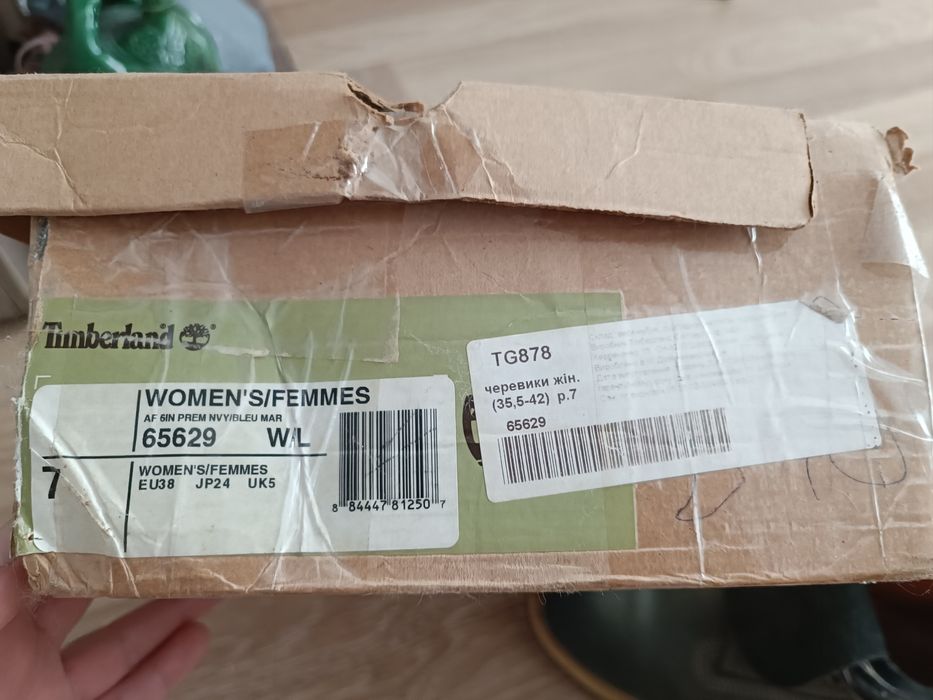 Timberland
WOMEN'S/FEMMES
AF 6IN PREM NVY/BLEU MAR
65629 W/L
7
WOMEN'S/FEMMES
EU38 JP24 UK5
8 84447 81250 7
TG878
черевики жін.
(35,5-42) р.7
65629